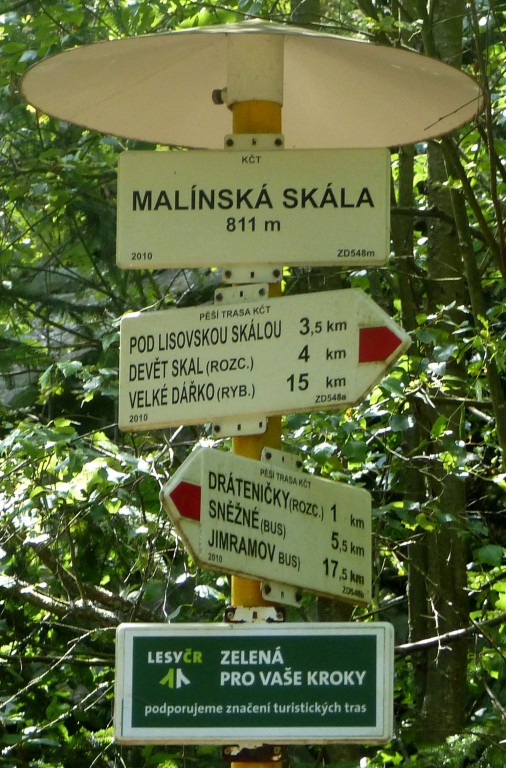 KČT
MALÍNSKÁ SKÁLA
811 m
2010 ZD548m
PĚŠÍ TRASA KČT
POD LISOVSKOU SKÁLOU 3,5 km
DEVĚT SKAL (ROZC.) 4 km
VELKÉ DÁŘKO (RYB.) 15 km
2010 ZD548a
PĚŠÍ TRASA KČT
DRÁTENIČKY (ROZC.) 1 km
SNĚŽNÉ (BUS) 5,5 km
JIMRAMOV BUS) 17,5 km
2010 ZD548b
LESY ČR ZELENÁ
PRO VAŠE KROKY
podporujeme značení turistických tras